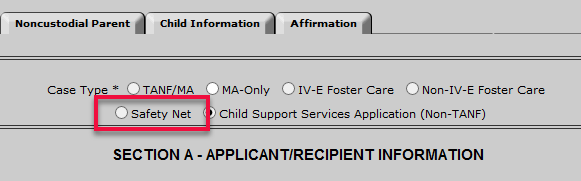 Noncustodial Parent Child Information Affirmation
Case Type * TANF/MA MA-Only IV-E Foster Care Non-IV-E Foster Care
Safety Net Child Support Services Application (Non-TANF)
SECTION A - APPLICANT/RECIPIENT INFORMATION